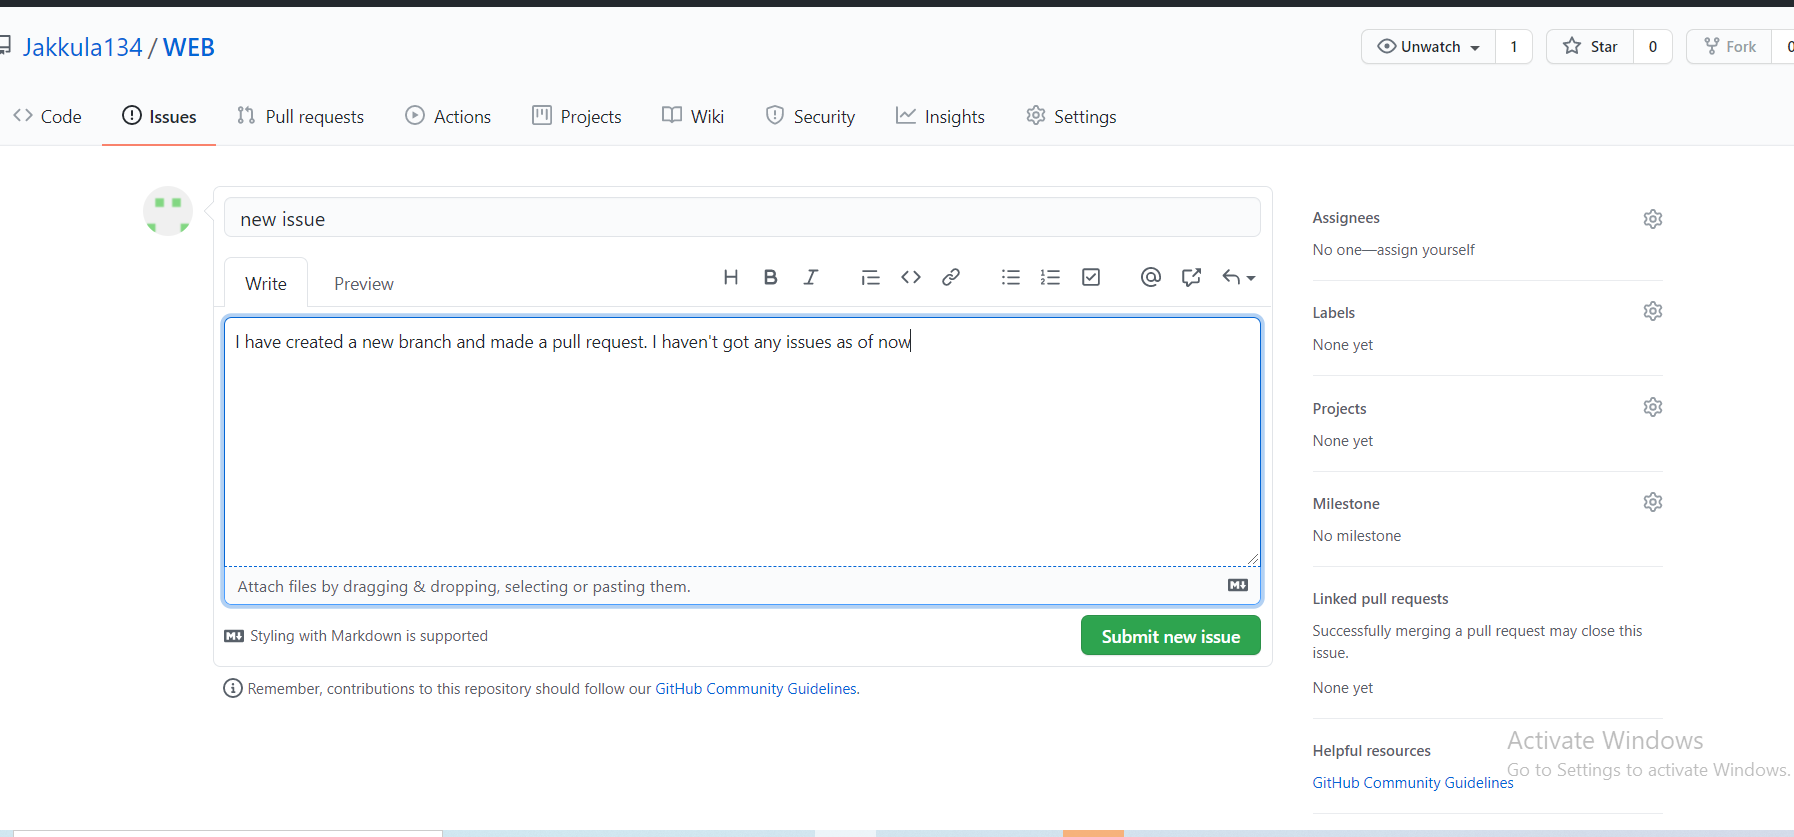 Jakkula134 / WEB
Unwatch 1 Star 0 Fork 0
Code Issues Pull requests Actions Projects Wiki Security Insights Settings
new issue
Write Preview
I have created a new branch and made a pull request. I haven't got any issues as of now
Attach files by dragging & dropping, selecting or pasting them.
Styling with Markdown is supported
Submit new issue
Remember, contributions to this repository should follow our GitHub Community Guidelines.
Assignees
No one—assign yourself
Labels
None yet
Projects
None yet
Milestone
No milestone
Linked pull requests
Successfully merging a pull request may close this
issue.
None yet
Helpful resources
GitHub Community Guidelines
Activate Windows
Go to Settings to activate Windows.